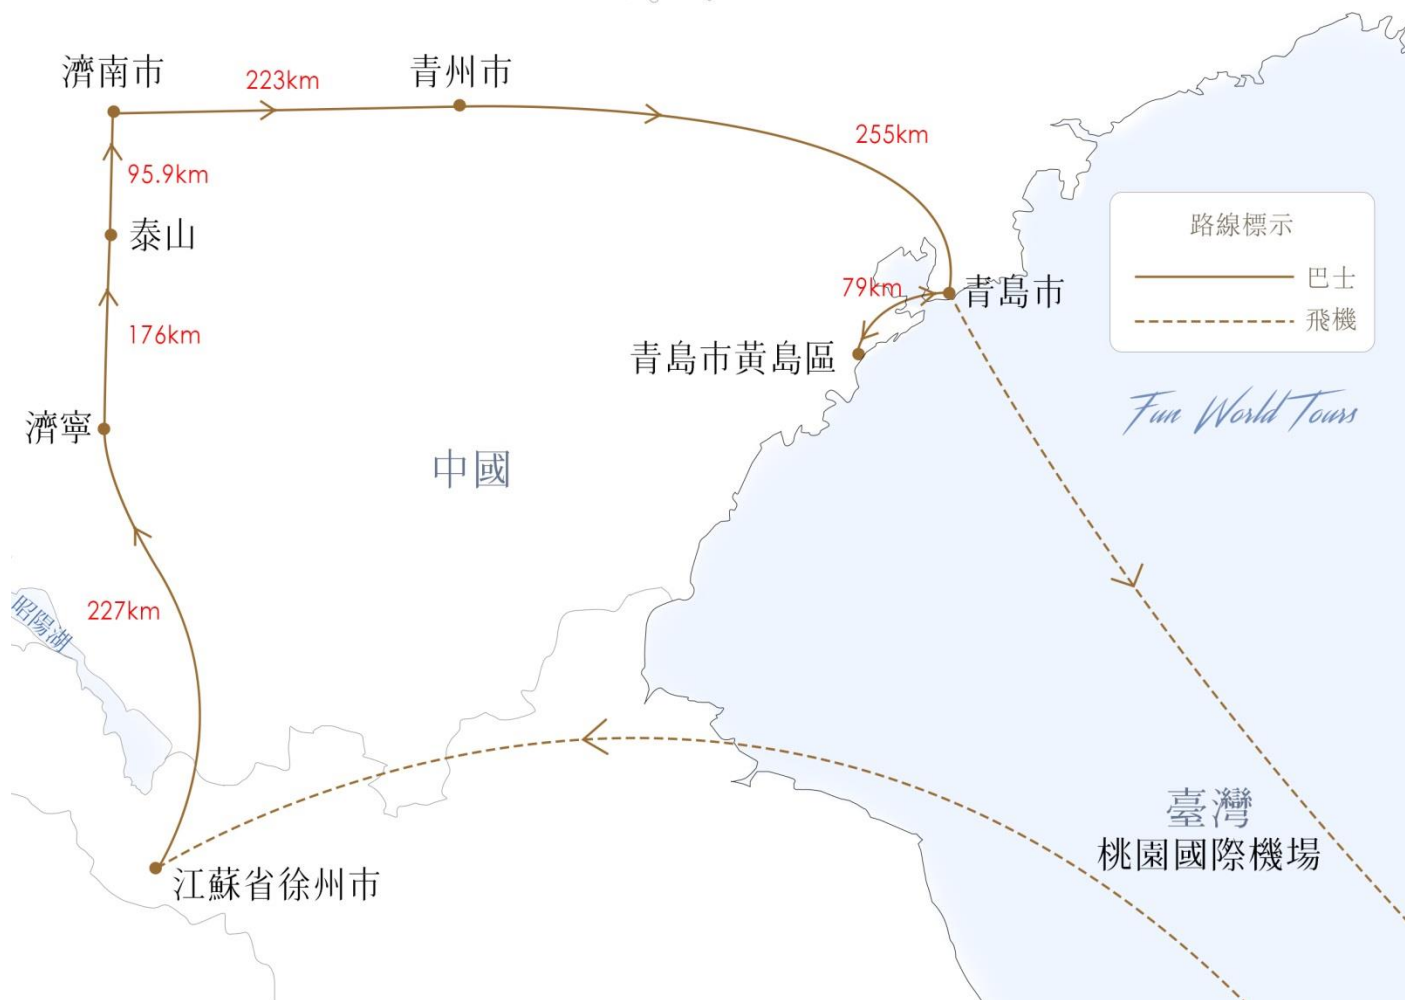 濟南市
223km
青州市
255km
95.9km
泰山
路線標示
巴士
飛機
79km
青島市
176km
青島市黃島區
Fun World Tours
濟寧
中國
昭陽湖
227km
臺灣
桃園國際機場
江蘇省徐州市